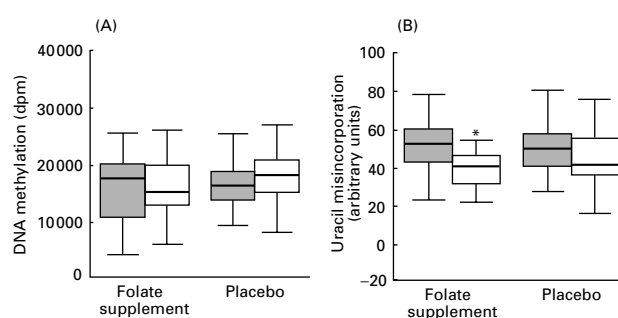 (A)
DNA methylation (dpm)
40000
30000
20000
10000
0
Folate
supplement
Placebo
(B)
Uracil misincorporation
(arbitrary units)
100
80
60
40
20
0
−20
*
Folate
supplement
Placebo